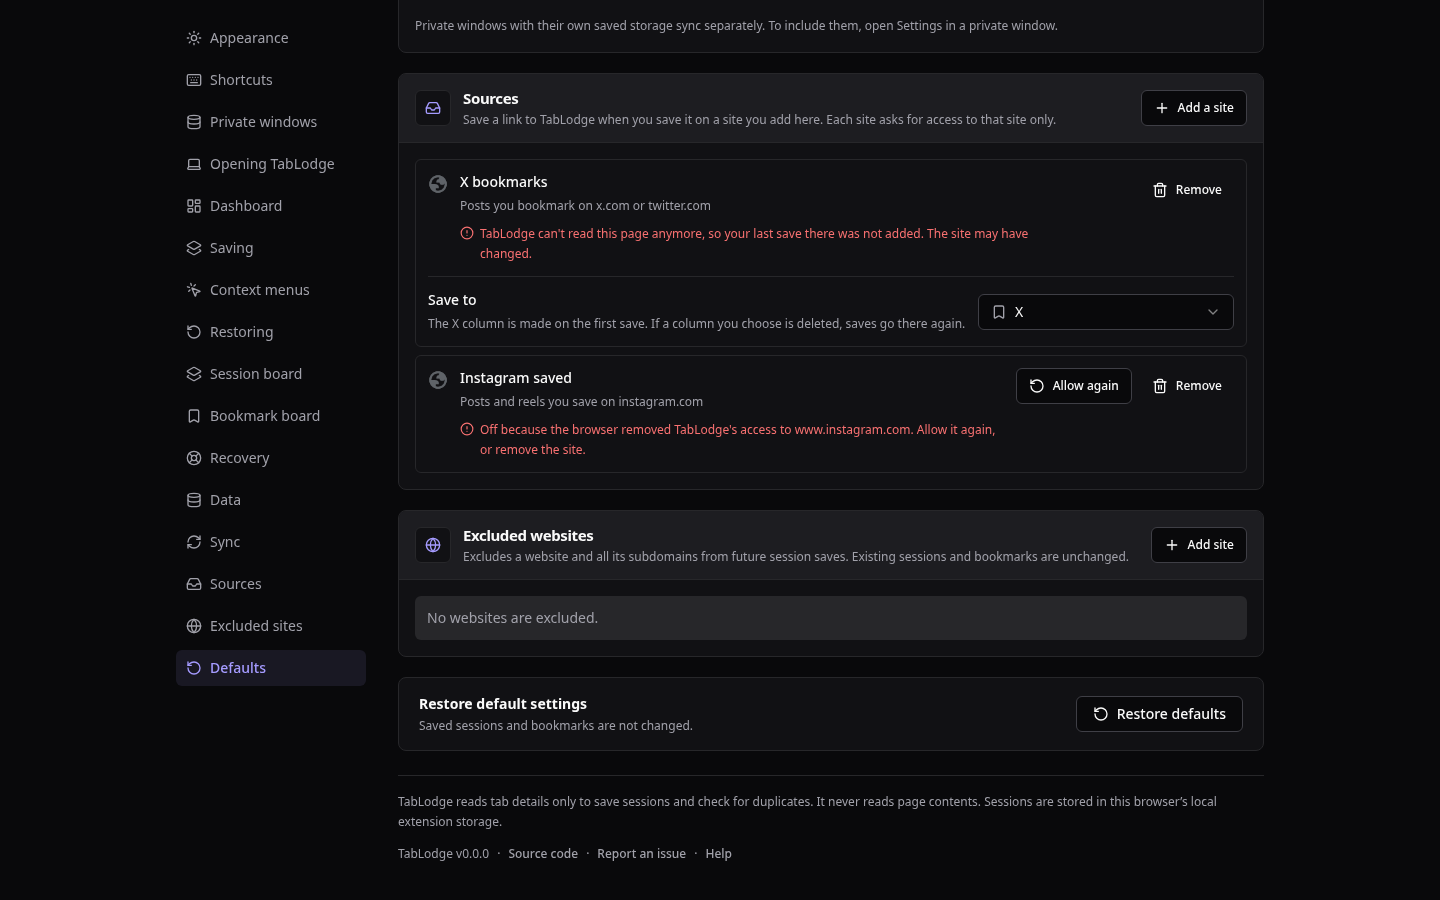 Appearance
Shortcuts
Private windows
Opening TabLodge
Dashboard
Saving
Context menus
Restoring
Session board
Bookmark board
Recovery
Data
Sync
Sources
Excluded sites
Defaults
Private windows with their own saved storage sync separately. To include them, open Settings in a private window.
Sources
Save a link to TabLodge when you save it on a site you add here. Each site asks for access to that site only.
Add a site
X bookmarks
Posts you bookmark on x.com or twitter.com
Remove
TabLodge can't read this page anymore, so your last save there was not added. The site may have
changed.
Save to
The X column is made on the first save. If a column you choose is deleted, saves go there again.
X
Instagram saved
Posts and reels you save on instagram.com
Allow again
Remove
Off because the browser removed TabLodge's access to www.instagram.com. Allow it again,
or remove the site.
Excluded websites
Excludes a website and all its subdomains from future session saves. Existing sessions and bookmarks are unchanged.
Add site
No websites are excluded.
Restore default settings
Saved sessions and bookmarks are not changed.
Restore defaults
TabLodge reads tab details only to save sessions and check for duplicates. It never reads page contents. Sessions are stored in this browser’s local
extension storage.
TabLodge v0.0.0 · Source code · Report an issue · Help